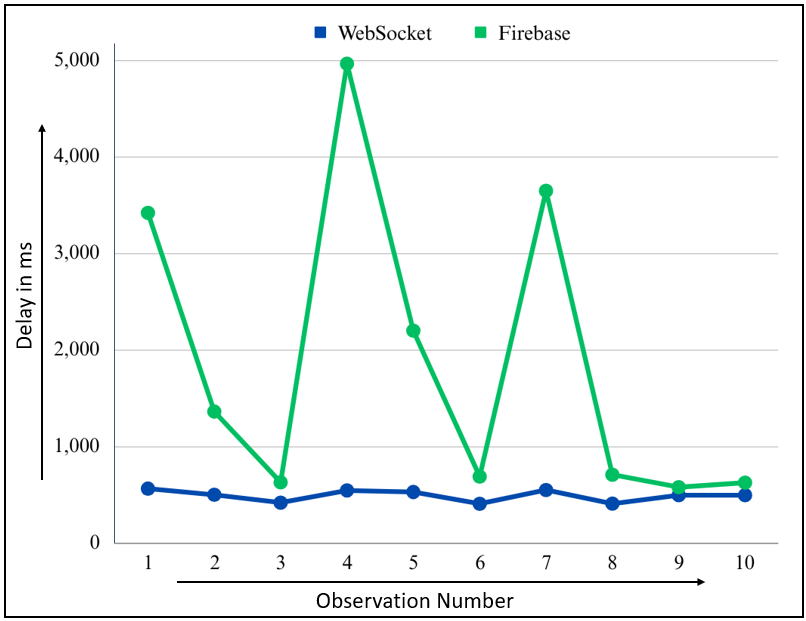 WebSocket Firebase
5,000
4,000
3,000
2,000
1,000
0
Delay in ms
1 2 3 4 5 6 7 8 9 10
Observation Number